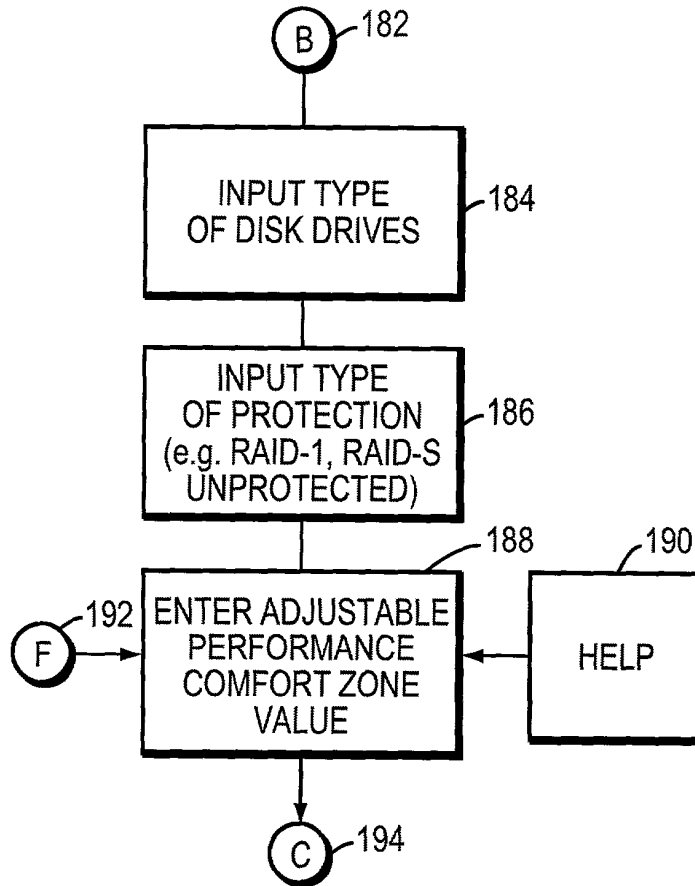 B
182
INPUT TYPE
OF DISK DRIVES
184
INPUT TYPE
OF PROTECTION
(e.g. RAID-1, RAID-S
UNPROTECTED)
186
188
190
192
F
ENTER ADJUSTABLE
PERFORMANCE
COMFORT ZONE
VALUE
HELP
C
194